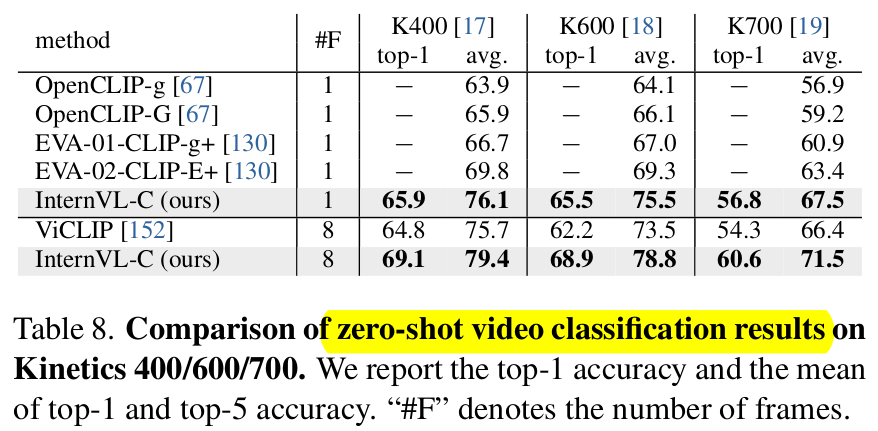 method #F K400 [17] K600 [18] K700 [19]
top-1 avg. top-1 avg. top-1 avg.
OpenCLIP-g [67] 1 — 63.9 — 64.1 — 56.9
OpenCLIP-G [67] 1 — 65.9 — 66.1 — 59.2
EVA-01-CLIP-g+ [130] 1 — 66.7 — 67.0 — 60.9
EVA-02-CLIP-E+ [130] 1 — 69.8 — 69.3 — 63.4
InternVL-C (ours) 1 65.9 76.1 65.5 75.5 56.8 67.5
ViCLIP [152] 8 64.8 75.7 62.2 73.5 54.3 66.4
InternVL-C (ours) 8 69.1 79.4 68.9 78.8 60.6 71.5
Table 8. Comparison of zero-shot video classification results on
Kinetics 400/600/700. We report the top-1 accuracy and the mean
of top-1 and top-5 accuracy. “#F” denotes the number of frames.